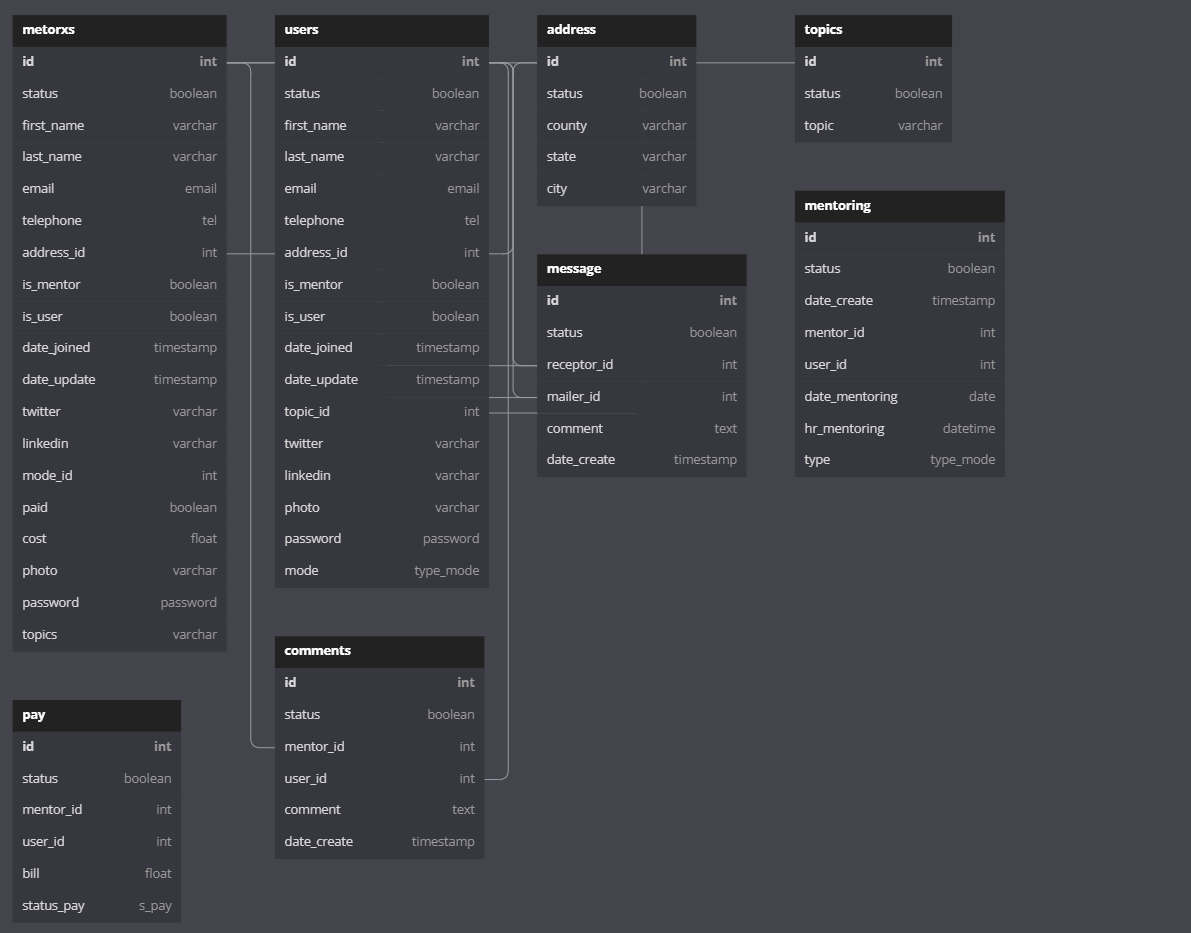 metorxs
id int
status boolean
first_name varchar
last_name varchar
email email
telephone tel
address_id int
is_mentor boolean
is_user boolean
date_joined timestamp
date_update timestamp
twitter varchar
linkedin varchar
mode_id int
paid boolean
cost float
photo varchar
password password
topics varchar
users
id int
status boolean
first_name varchar
last_name varchar
email email
telephone tel
address_id int
is_mentor boolean
is_user boolean
date_joined timestamp
date_update timestamp
topic_id int
twitter varchar
linkedin varchar
photo varchar
password password
mode type_mode
address
id int
status boolean
county varchar
state varchar
city varchar
topics
id int
status boolean
topic varchar
message
id int
status boolean
receptor_id int
mailer_id int
comment text
date_create timestamp
mentoring
id int
status boolean
date_create timestamp
mentor_id int
user_id int
date_mentoring date
hr_mentoring datetime
type type_mode
comments
id int
status boolean
mentor_id int
user_id int
comment text
date_create timestamp
pay
id int
status boolean
mentor_id int
user_id int
bill float
status_pay s_pay